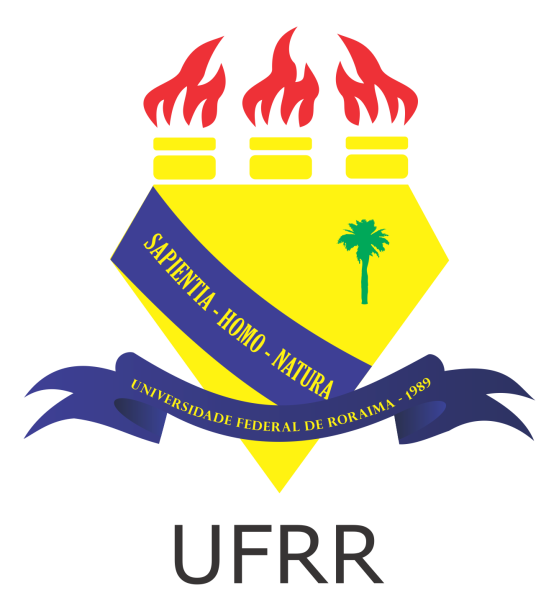 SAPIENTIA - HOMO - NATURA
UNIVERSIDADE FEDERAL DE RORAIMA - 1989
UFRR